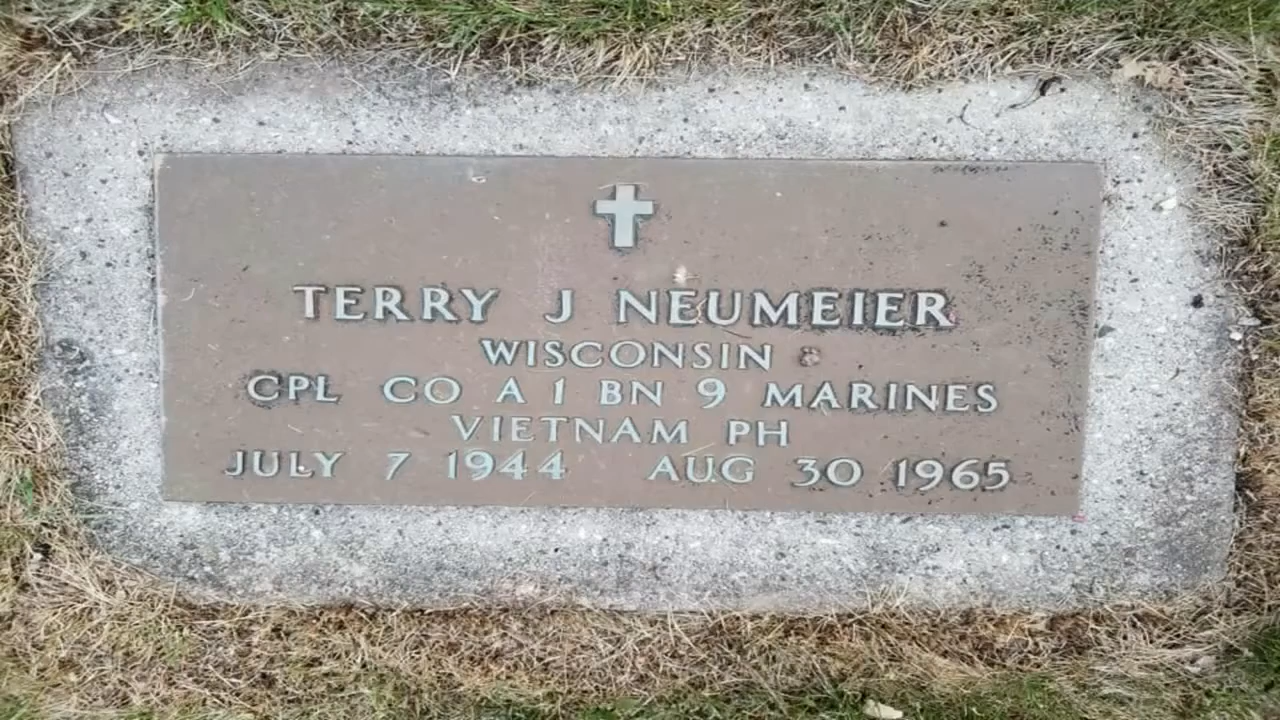 TERRY J NEUMEIER
WISCONSIN
CPL CO A 1 BN 9 MARINES
VIETNAM PH
JULY 7 1944 AUG 30 1965